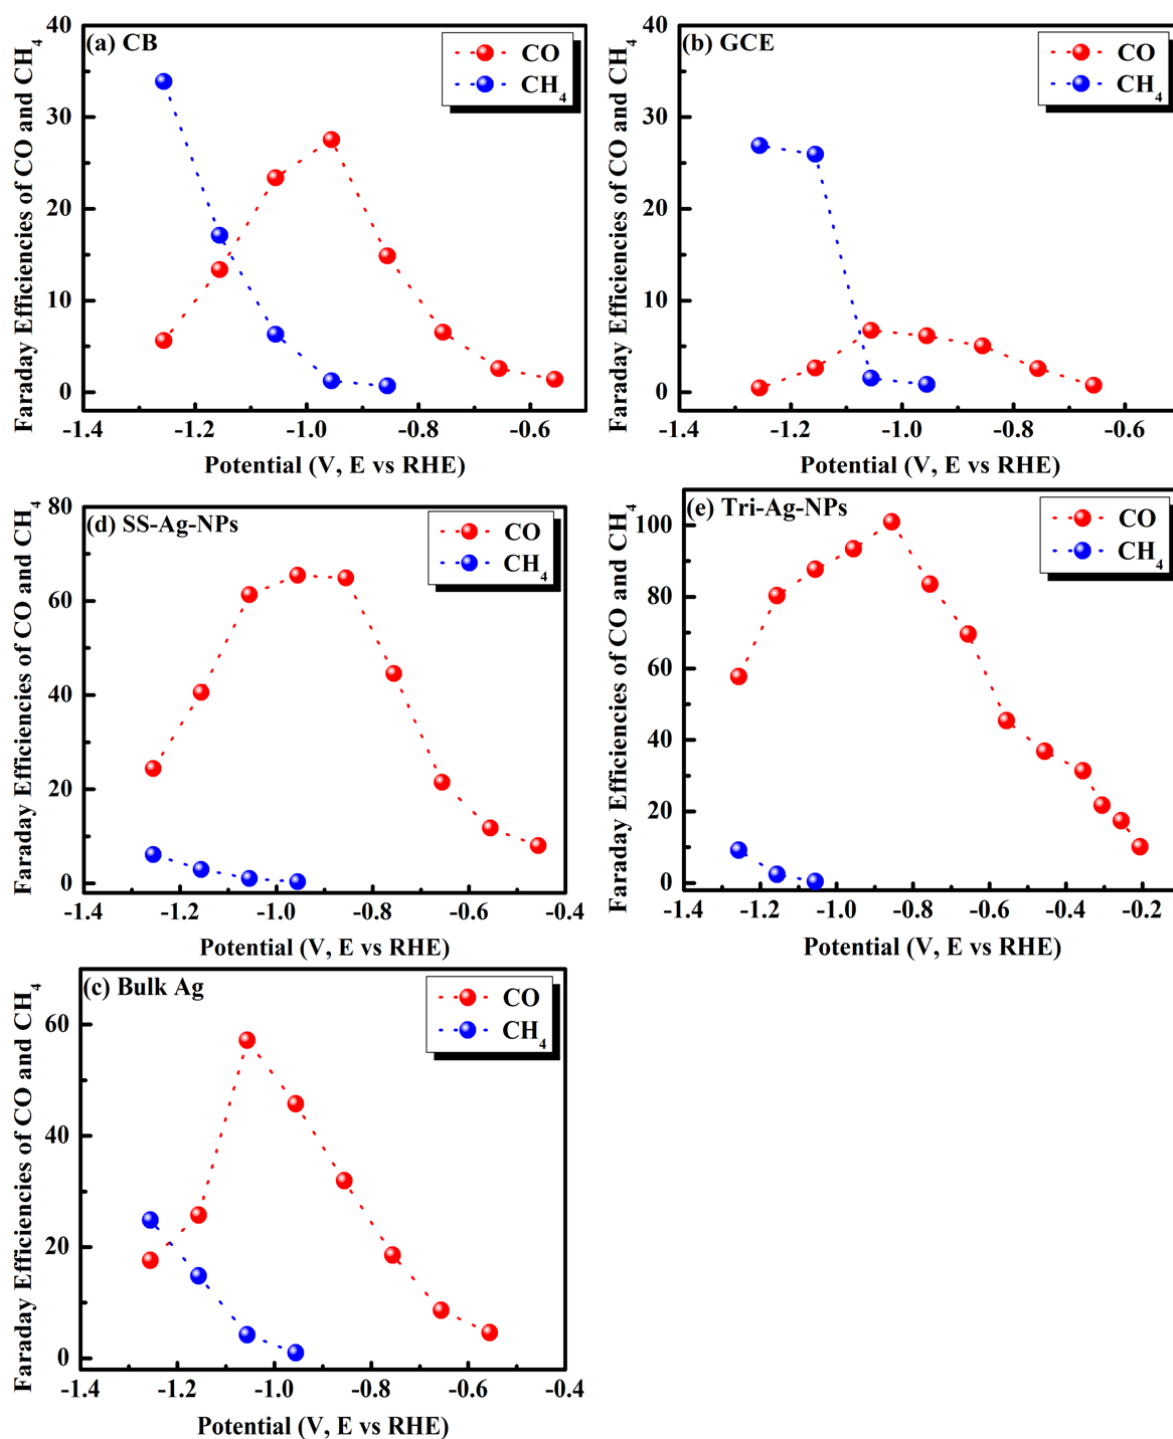 (a) CB
CO
CH4
Faraday Efficiencies of CO and CH4
40
30
20
10
0
-1.4 -1.2 -1.0 -0.8 -0.6
Potential (V, E vs RHE)
(b) GCE
CO
CH4
Faraday Efficiencies of CO and CH4
40
30
20
10
0
-1.4 -1.2 -1.0 -0.8 -0.6
Potential (V, E vs RHE)
(d) SS-Ag-NPs
CO
CH4
Faraday Efficiencies of CO and CH4
80
60
40
20
0
-1.4 -1.2 -1.0 -0.8 -0.6 -0.4
Potential (V, E vs RHE)
(e) Tri-Ag-NPs
CO
CH4
Faraday Efficiencies of CO and CH4
100
80
60
40
20
0
-1.4 -1.2 -1.0 -0.8 -0.6 -0.4 -0.2
Potential (V, E vs RHE)
(c) Bulk Ag
CO
CH4
Faraday Efficiencies of CO and CH4
60
40
20
0
-1.4 -1.2 -1.0 -0.8 -0.6 -0.4
Potential (V, E vs RHE)